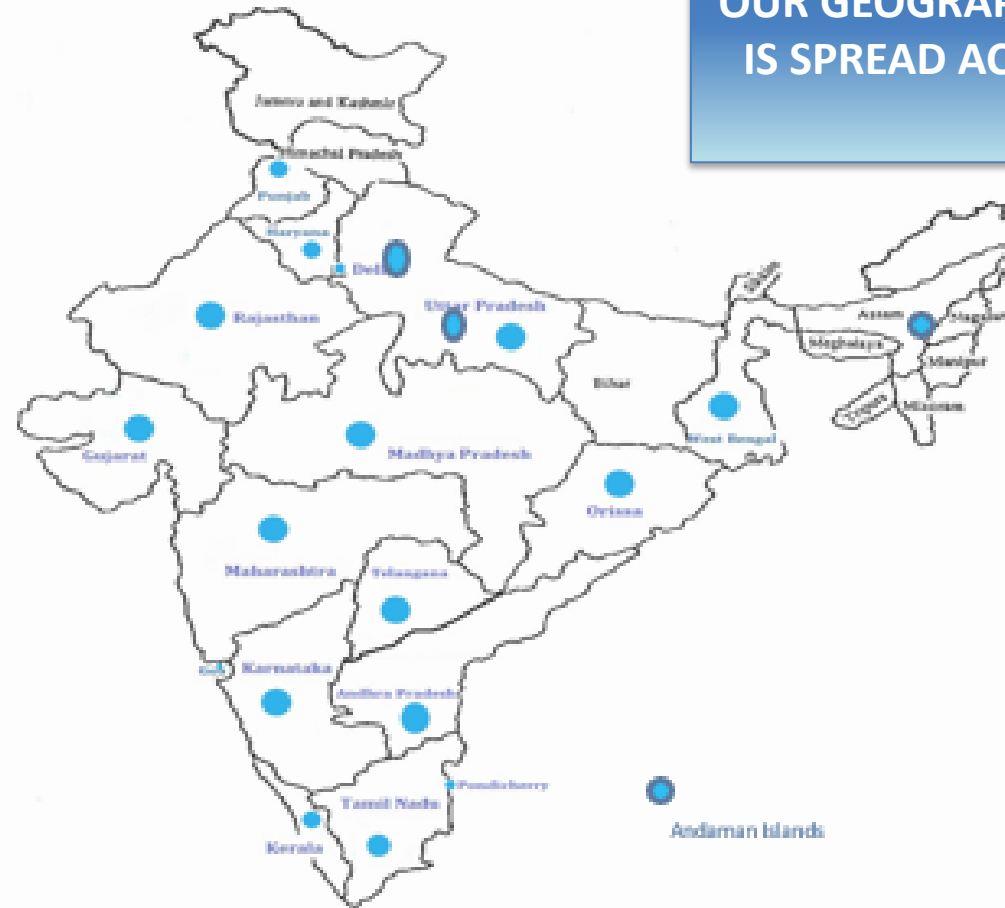 OUR GEOGRAP
IS SPREAD AC
Jammu and Kashmir
Himachal Pradesh
Punjab
Haryana
Delhi
Uttar Pradesh
Rajasthan
Assam
Nagaland
Meghalaya
Manipur
Mizoram
Bihar
West Bengal
Gujarat
Madhya Pradesh
Orissa
Maharashtra
Telangana
Goa
Karnataka
Andhra Pradesh
Pondicherry
Tamil Nadu
Andaman Islands
Kerala